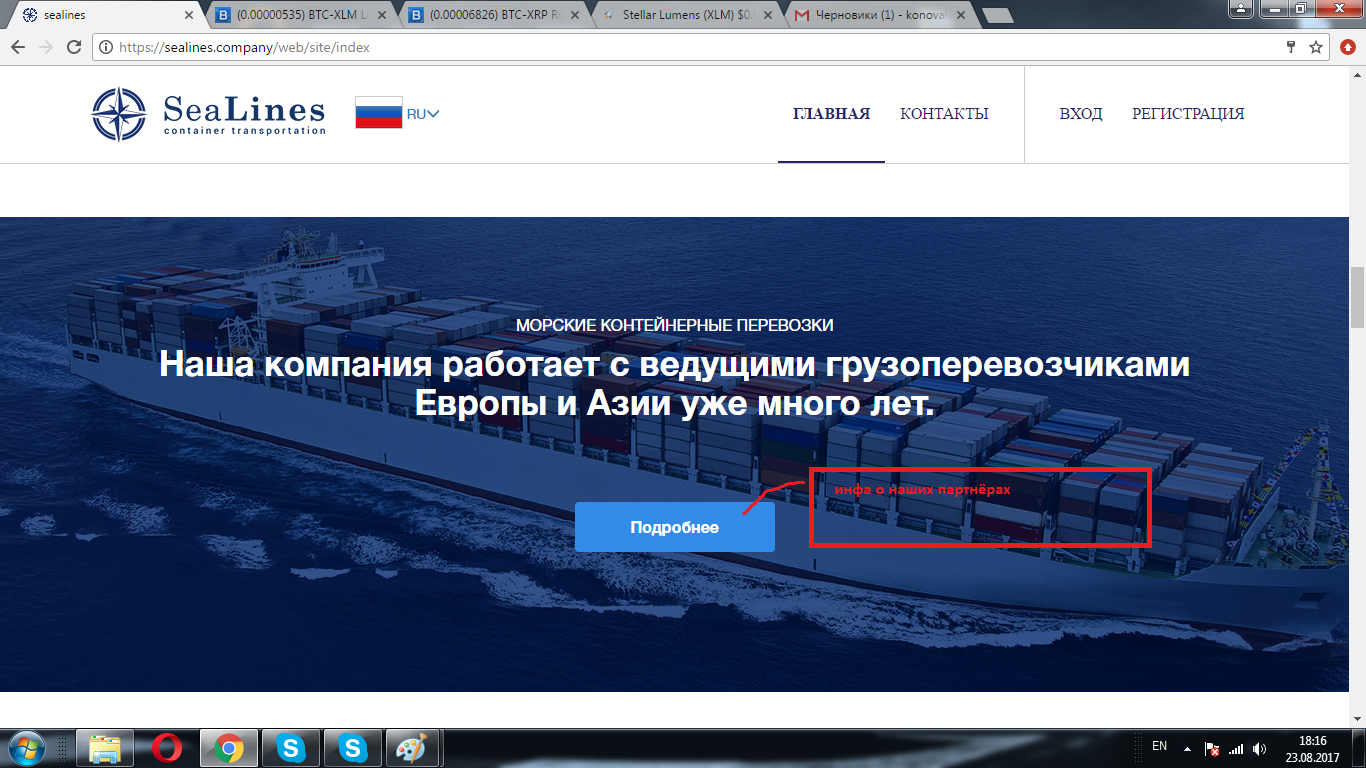 sealines
(0.00000535) BTC-XLM L
(0.00006826) BTC-XRP R
Stellar Lumens (XLM) $0.
Черновики (1) - konova
https://sealines.company/web/site/index
SeaLines
container transportation
RU
ГЛАВНАЯ
КОНТАКТЫ
ВХОД
РЕГИСТРАЦИЯ
МОРСКИЕ КОНТЕЙНЕРНЫЕ ПЕРЕВОЗКИ
Наша компания работает с ведущими грузоперевозчиками
Европы и Азии уже много лет.
инфа о наших партнёрах
Подробнее
EN
18:16
23.08.2017